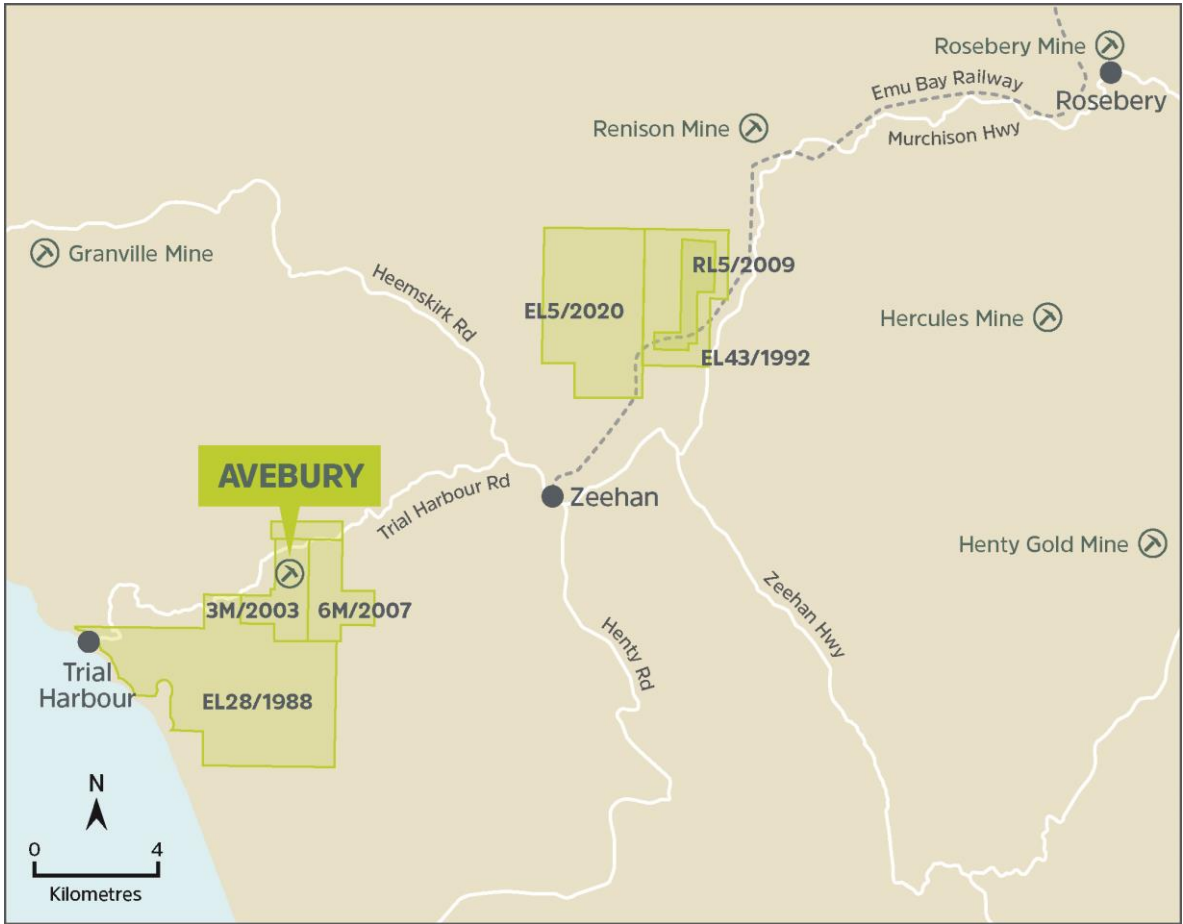 Rosebery Mine
Emu Bay Railway
Rosebery
Renison Mine
Murchison Hwy
Granville Mine
Heemskirk Rd
RL5/2009
EL5/2020
Hercules Mine
EL43/1992
AVEBURY
Trial Harbour Rd
Zeehan
Henty Gold Mine
3M/2003
6M/2007
Zeehan Hwy
Henty Rd
Trial
Harbour
EL28/1988
N
0 4
Kilometres